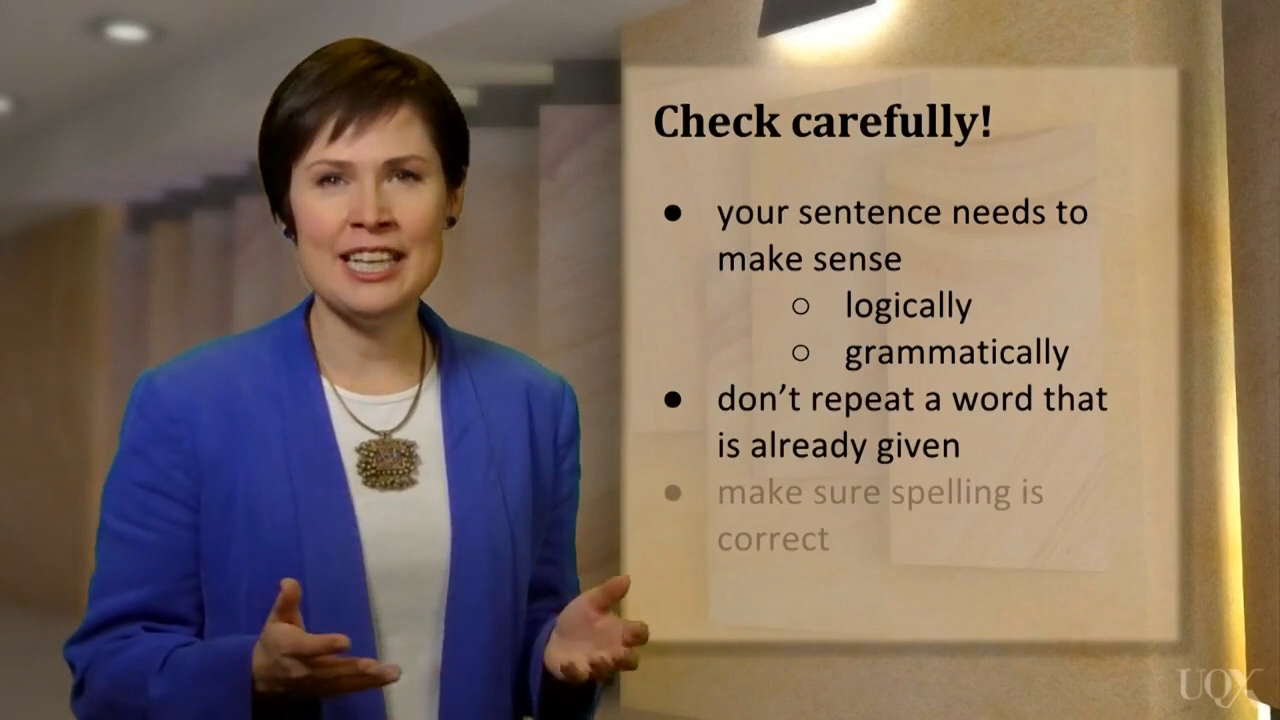 Check carefully!
● your sentence needs to
make sense
○ logically
○ grammatically
● don't repeat a word that
is already given
● make sure spelling is
correct
UQX